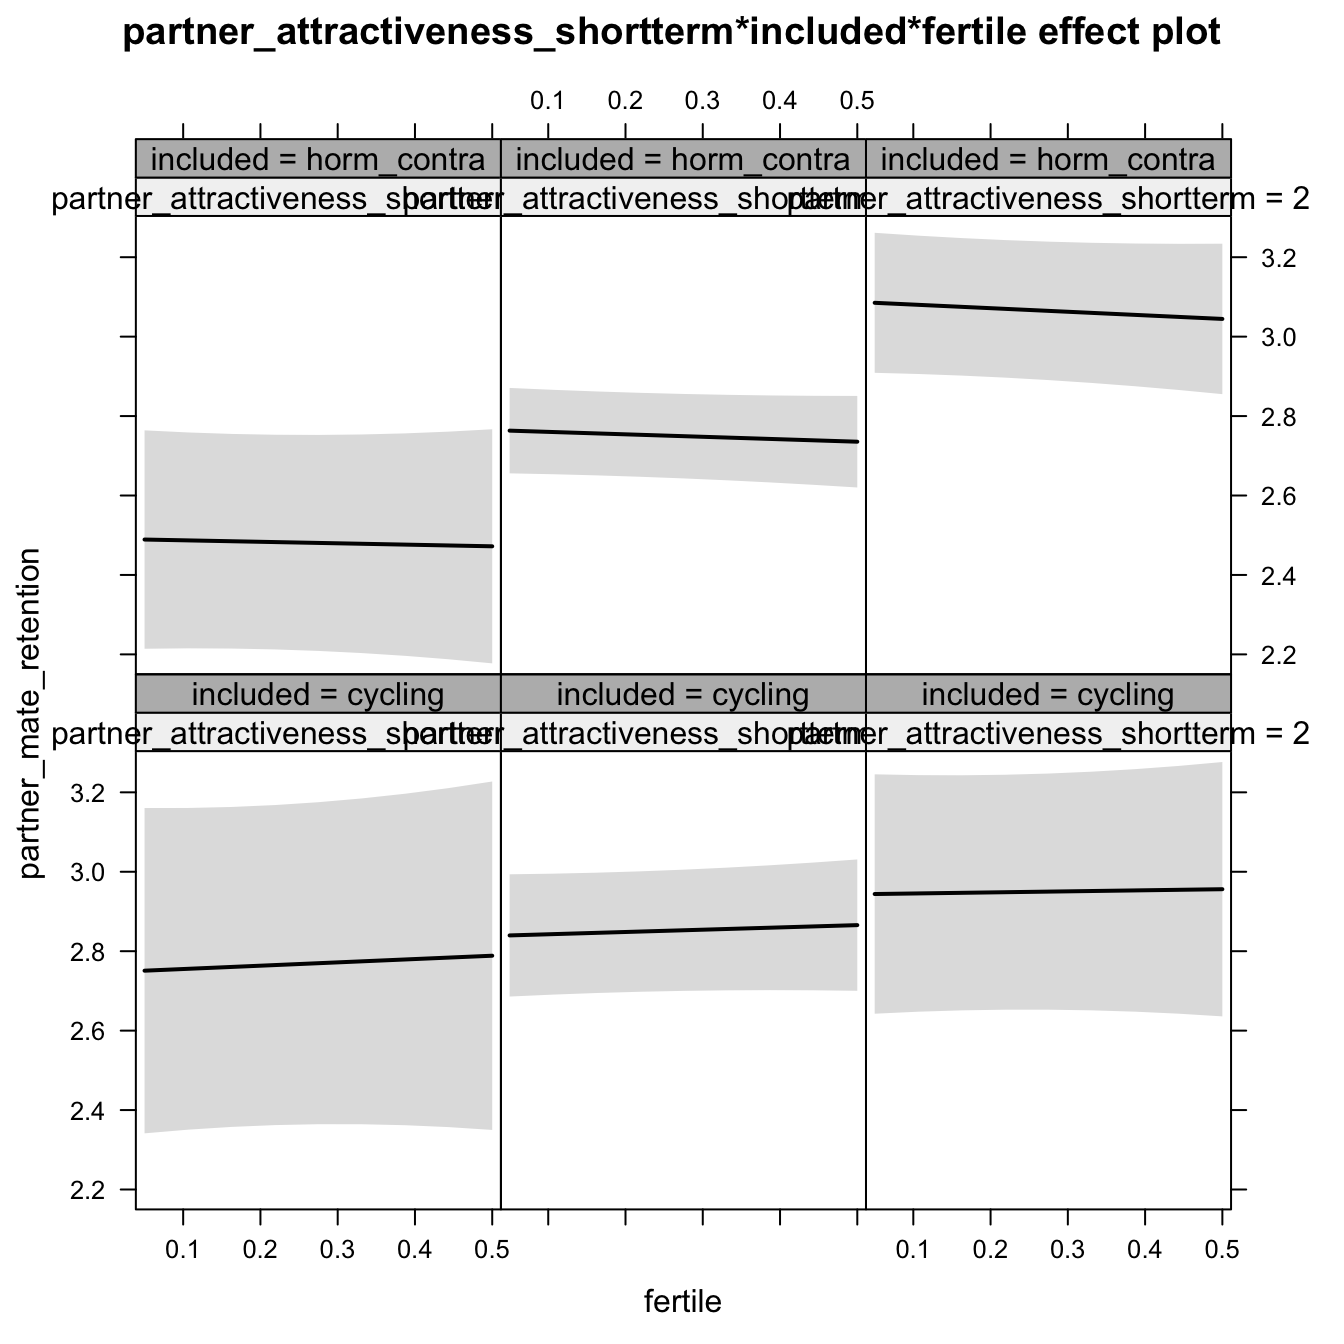 partner_attractiveness_shortterm*included*fertile effect plot
0.1 0.2 0.3 0.4 0.5
included = horm_contra included = horm_contra included = horm_contra
partner_attractiveness_shortterm partner_attractiveness_shortterm partner_attractiveness_shortterm = 2
3.2
3.0
2.8
2.6
2.4
2.2
partner_mate_retention
included = cycling included = cycling included = cycling
partner_attractiveness_shortterm partner_attractiveness_shortterm partner_attractiveness_shortterm = 2
3.2
3.0
2.8
2.6
2.4
2.2
0.1 0.2 0.3 0.4 0.5 0.1 0.2 0.3 0.4 0.5
fertile